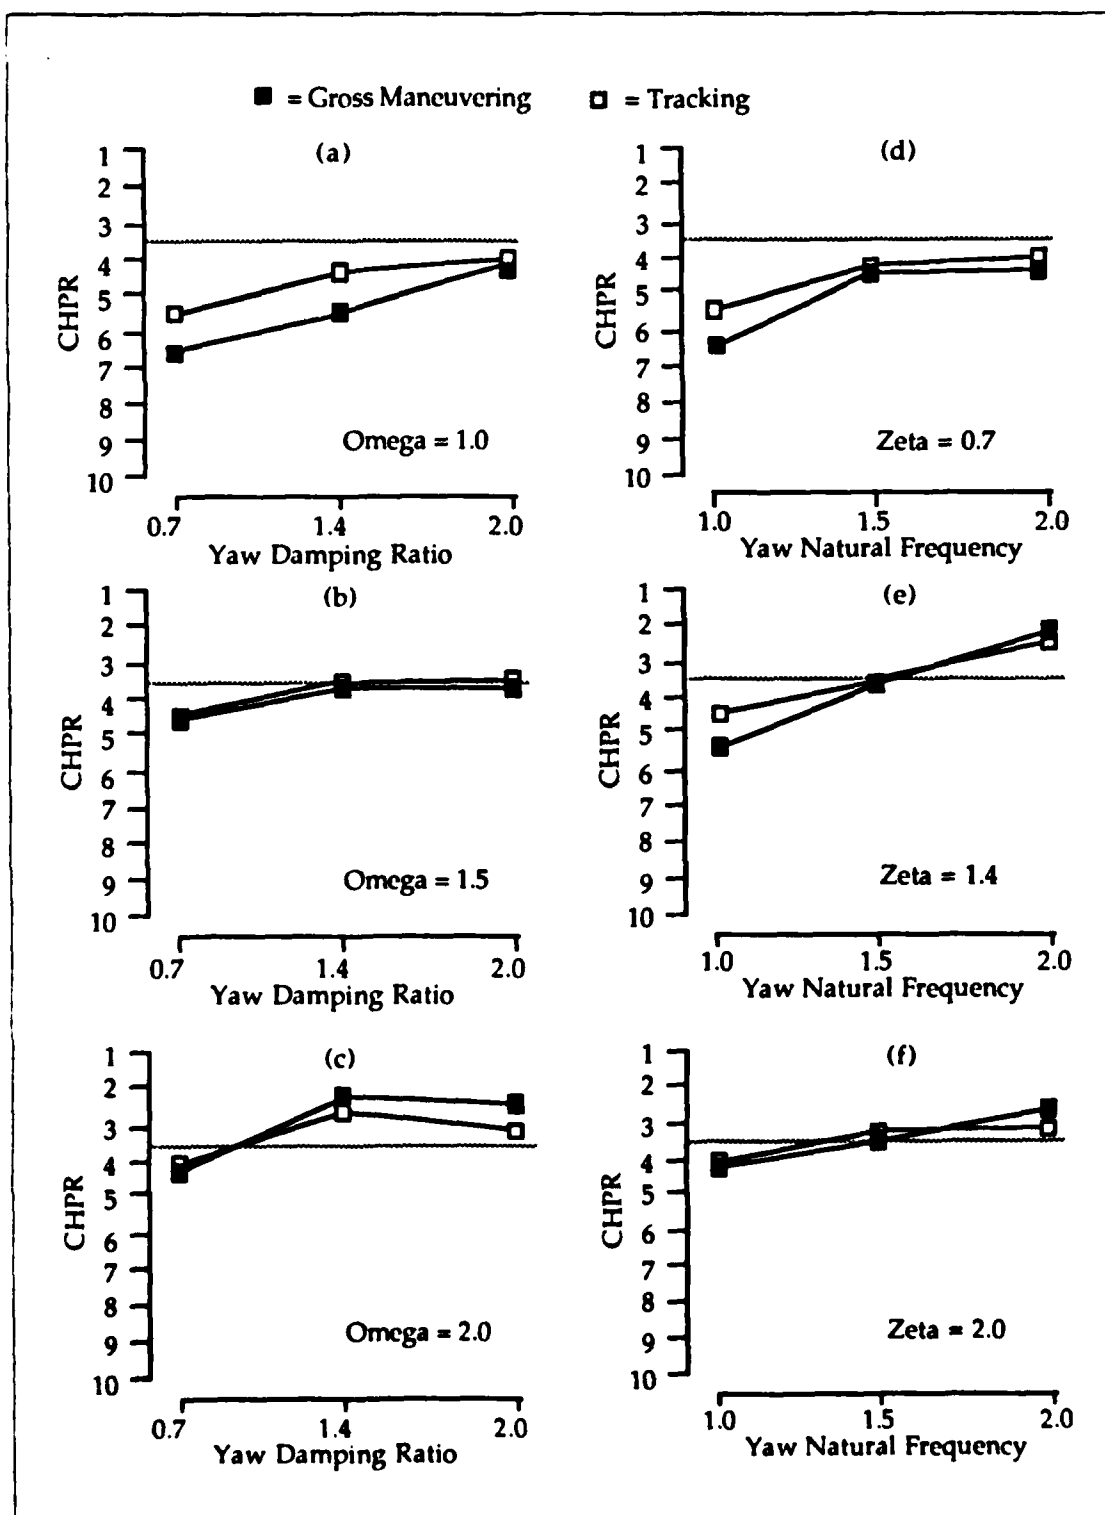 = Gross Maneuvering
= Tracking
(a)
1
2
3
4
5
6
7
8
9
10
CHPR
Omega = 1.0
0.7 1.4 2.0
Yaw Damping Ratio
(d)
1
2
3
4
5
6
7
8
9
10
CHPR
Zeta = 0.7
1.0 1.5 2.0
Yaw Natural Frequency
(b)
1
2
3
4
5
6
7
8
9
10
CHPR
Omega = 1.5
0.7 1.4 2.0
Yaw Damping Ratio
(e)
1
2
3
4
5
6
7
8
9
10
CHPR
Zeta = 1.4
1.0 1.5 2.0
Yaw Natural Frequency
(c)
1
2
3
4
5
6
7
8
9
10
CHPR
Omega = 2.0
0.7 1.4 2.0
Yaw Damping Ratio
(f)
1
2
3
4
5
6
7
8
9
10
CHPR
Zeta = 2.0
1.0 1.5 2.0
Yaw Natural Frequency